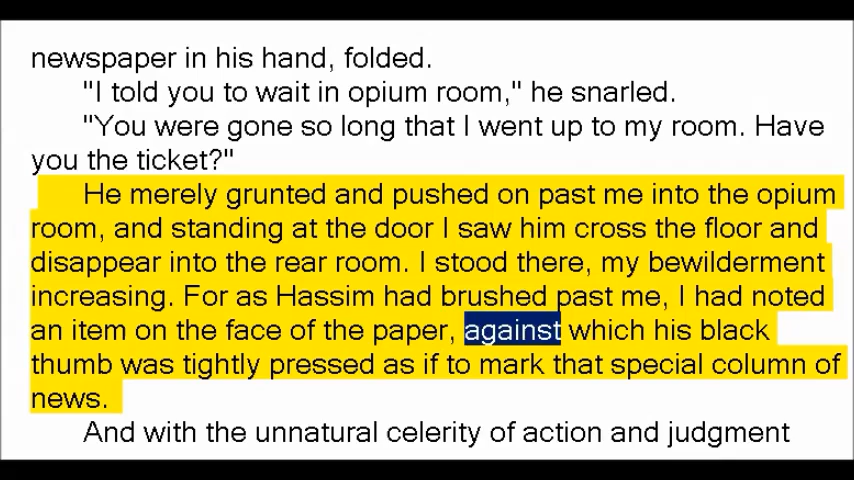 newspaper in his hand, folded.
"I told you to wait in opium room," he snarled.
"You were gone so long that I went up to my room. Have
you the ticket?"
He merely grunted and pushed on past me into the opium
room, and standing at the door I saw him cross the floor and
disappear into the rear room. I stood there, my bewilderment
increasing. For as Hassim had brushed past me, I had noted
an item on the face of the paper, against which his black
thumb was tightly pressed as if to mark that special column of
news.
And with the unnatural celerity of action and judgment